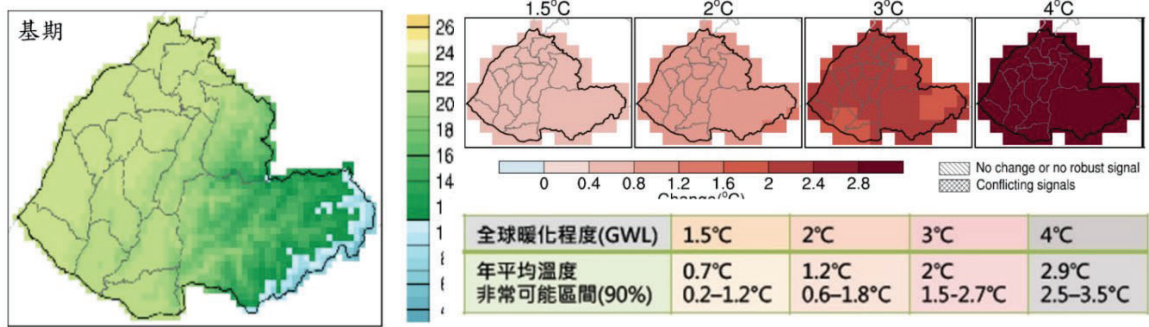 基期
26
24
22
20
18
16
14
1.5°C
2°C
3°C
4°C
0 0.4 0.8 1.2 1.6 2 2.4 2.8
No change or no robust signal
Conflicting signals
全球暖化程度(GWL) 1.5°C 2°C 3°C 4°C
年平均溫度 0.7°C 1.2°C 2°C 2.9°C
非常可能區間(90%) 0.2–1.2°C 0.6–1.8°C 1.5-2.7°C 2.5–3.5°C